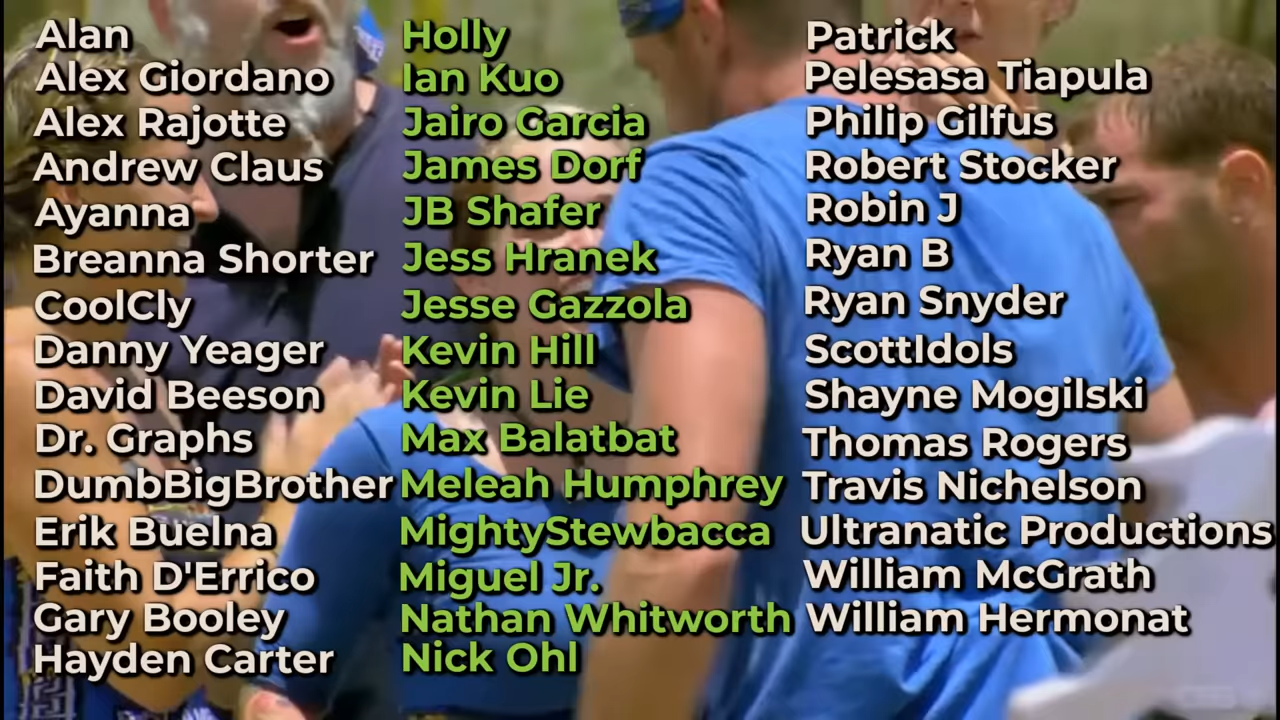 Alan
Alex Giordano
Alex Rajotte
Andrew Claus
Ayanna
Breanna Shorter
CoolCly
Danny Yeager
David Beeson
Dr. Graphs
DumbBigBrother
Erik Buelna
Faith D'Errico
Gary Booley
Hayden Carter
Holly
Ian Kuo
Jairo Garcia
James Dorf
JB Shafer
Jess Hranek
Jesse Gazzola
Kevin Hill
Kevin Lie
Max Balatbat
Meleah Humphrey
MightyStewbacca
Miguel Jr.
Nathan Whitworth
Nick Ohl
Patrick
Pelesasa Tiapula
Philip Gilfus
Robert Stocker
Robin J
Ryan B
Ryan Snyder
ScottIdols
Shayne Mogilski
Thomas Rogers
Travis Nichelson
Ultranatic Productions
William McGrath
William Hermonat